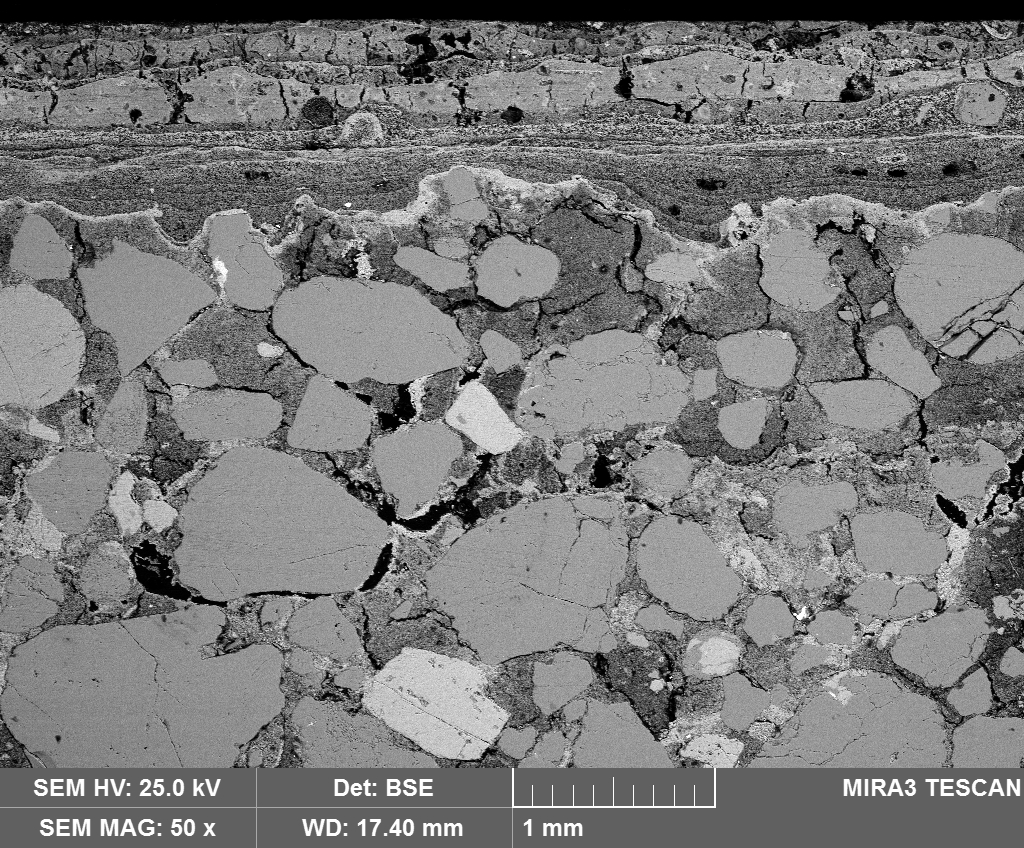 SEM HV: 25.0 kV Det: BSE MIRA3 TESCAN
SEM MAG: 50 x WD: 17.40 mm 1 mm